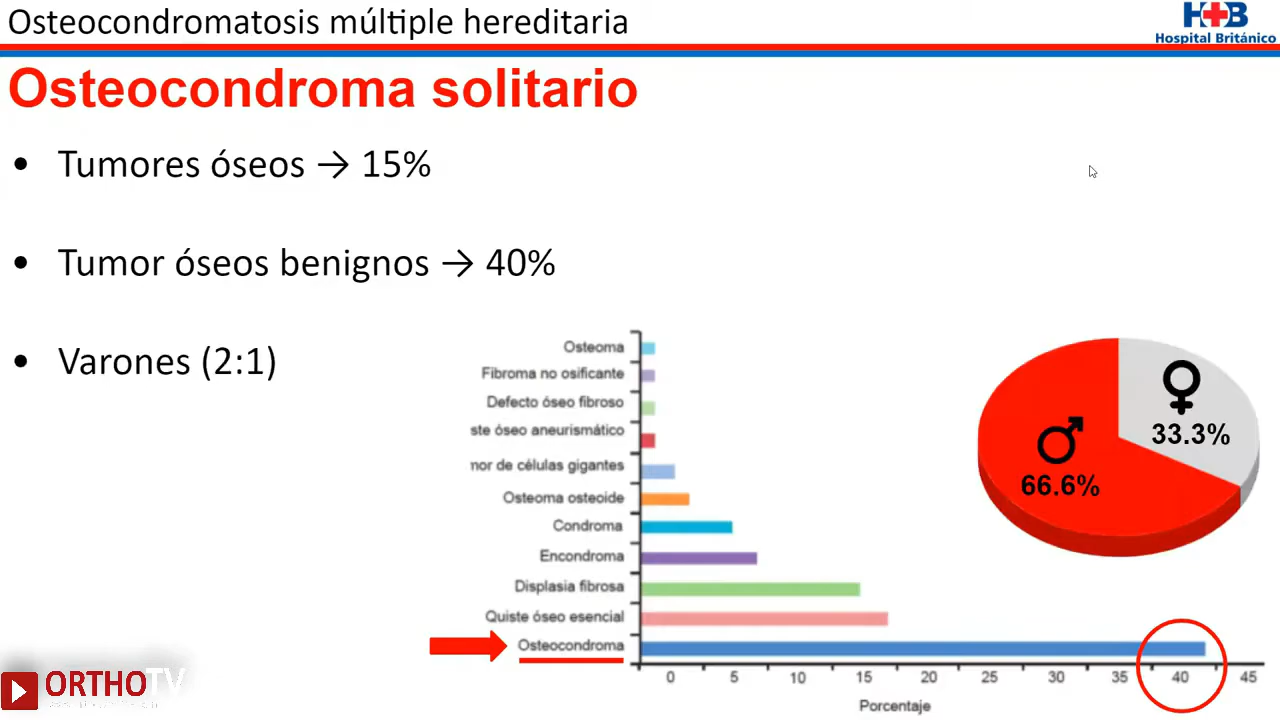 Osteocondromatosis múltiple hereditaria
HB
Hospital Británico
Osteocondroma solitario
• Tumores óseos → 15%
• Tumor óseos benignos → 40%
• Varones (2:1)
Osteoma
Fibroma no osificante
Defecto óseo fibroso
ste óseo aneurismático
mor de células gigantes
Osteoma osteoide
Condroma
Encondroma
Displasia fibrosa
Quiste óseo esencial
Osteocondroma
0 5 10 15 20 25 30 35 40 45
Porcentaje
33.3%
66.6%
ORTHOTV